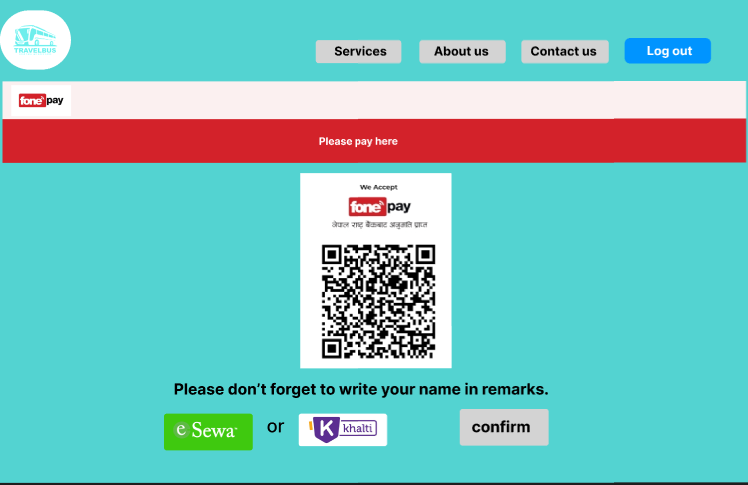 TRAVELBUS
Services About us Contact us Log out
fonepay
Please pay here
We Accept
fonepay
नेपाल राष्ट्र बैंकबाट अनुमति प्राप्त
Please don't forget to write your name in remarks.
eSewa or khalti confirm